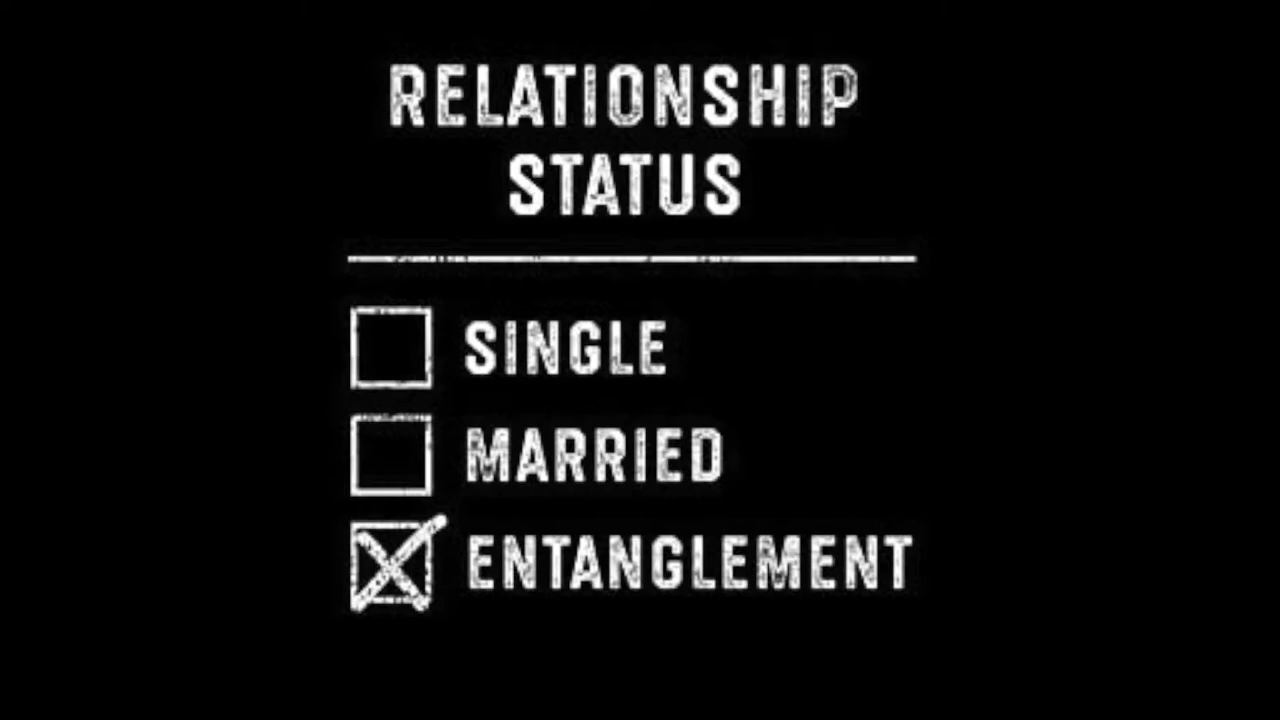 RELATIONSHIP
STATUS
SINGLE
MARRIED
ENTANGLEMENT